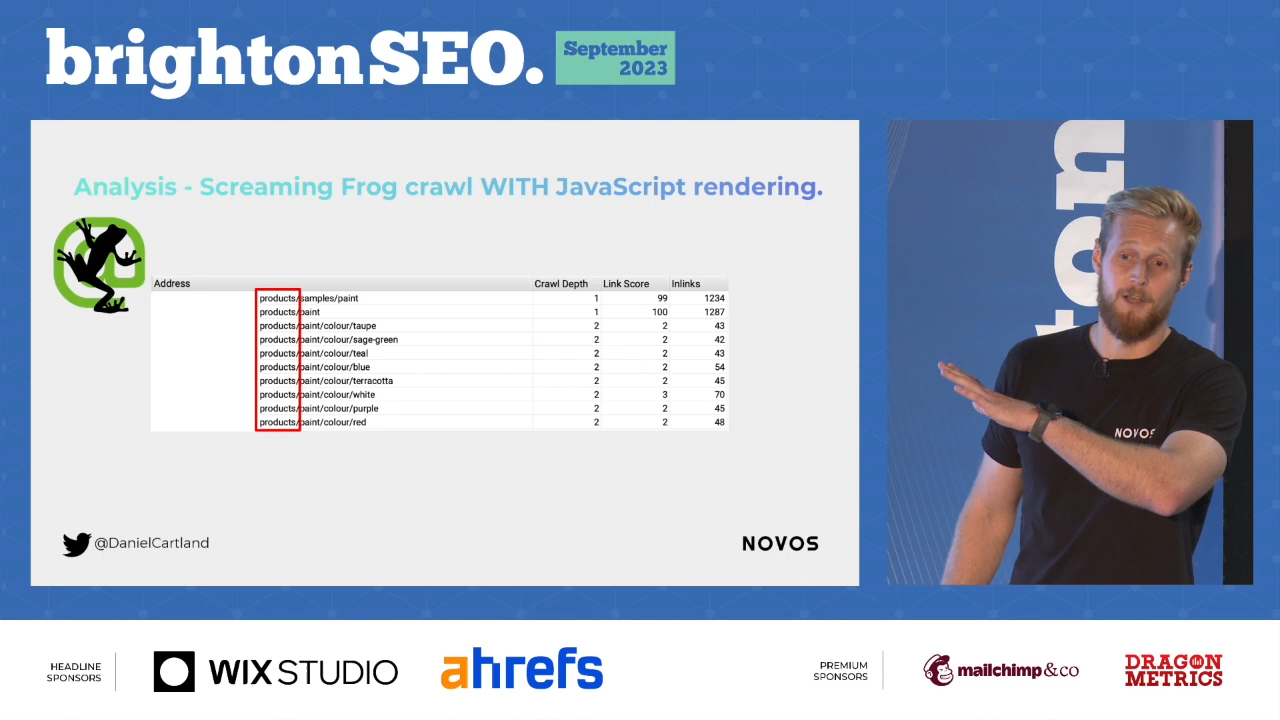 brightonSEO.
September
2023
Analysis - Screaming Frog crawl WITH JavaScript rendering.
Address Crawl Depth Link Score Inlinks
products/samples/paint 1 99 1234
products/paint 1 100 1287
products/paint/colour/taupe 2 2 43
products/paint/colour/sage-green 2 2 42
products/paint/colour/teal 2 2 43
products/paint/colour/blue 2 2 54
products/paint/colour/terracotta 2 2 45
products/paint/colour/white 2 3 70
products/paint/colour/purple 2 2 45
products/paint/colour/red 2 2 48
@DanielCartland
NOVOS
ton
NOVOS
HEADLINE
SPONSORS
WIX STUDIO
ahrefs
PREMIUM
SPONSORS
mailchimp&co
DRAGON
METRICS